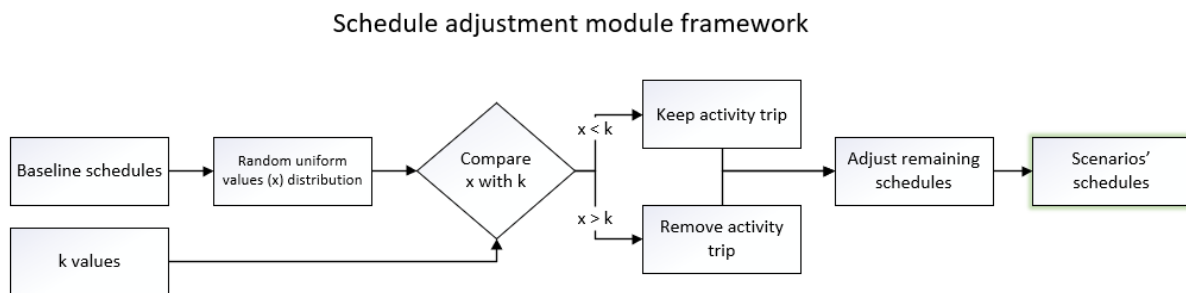 Schedule adjustment module framework
Baseline schedules
Random uniform
values (x) distribution
Compare
x with k
x < k
Keep activity trip
x > k
Remove activity
trip
Adjust remaining
schedules
Scenarios'
schedules
k values